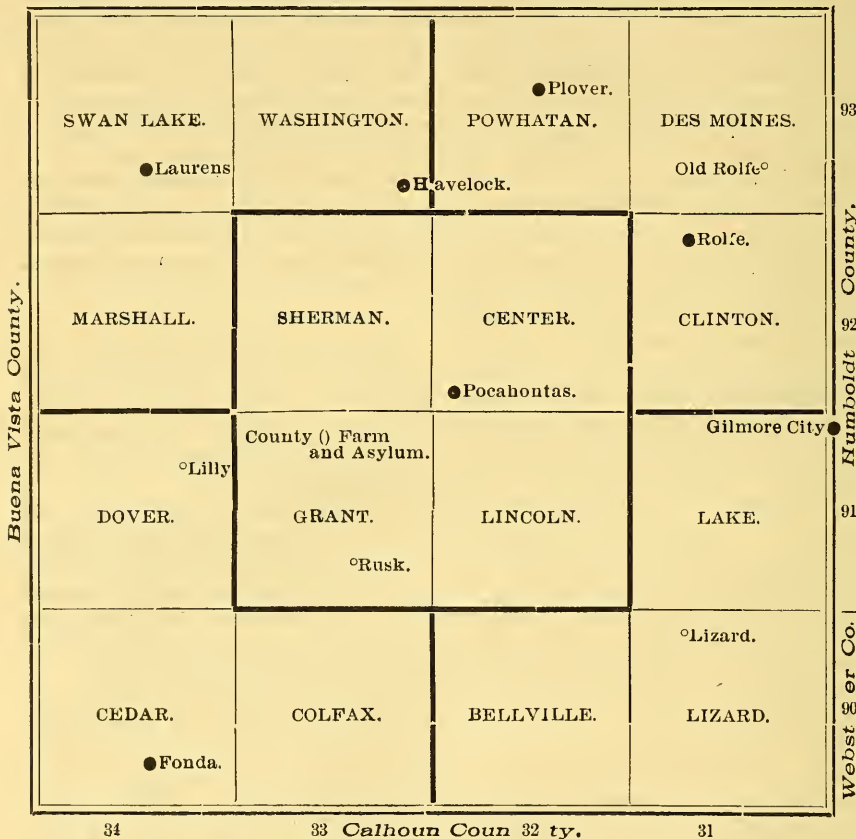 Plover.
SWAN LAKE. WASHINGTON. POWHATAN. DES MOINES.
93
Laurens
Old Rolfe
Havelock.
Rolfe.
MARSHALL. SHERMAN. CENTER. CLINTON.
92
Pocahontas.
Gilmore City
County () Farm
and Asylum.
Lilly
DOVER. GRANT. LINCOLN. LAKE.
91
Rusk.
Lizard.
CEDAR. COLFAX. BELLVILLE. LIZARD.
90
Fonda.
Buena Vista County.
Humboldt County.
Webst er Co.
34 33 Calhoun Coun 32 ty. 31